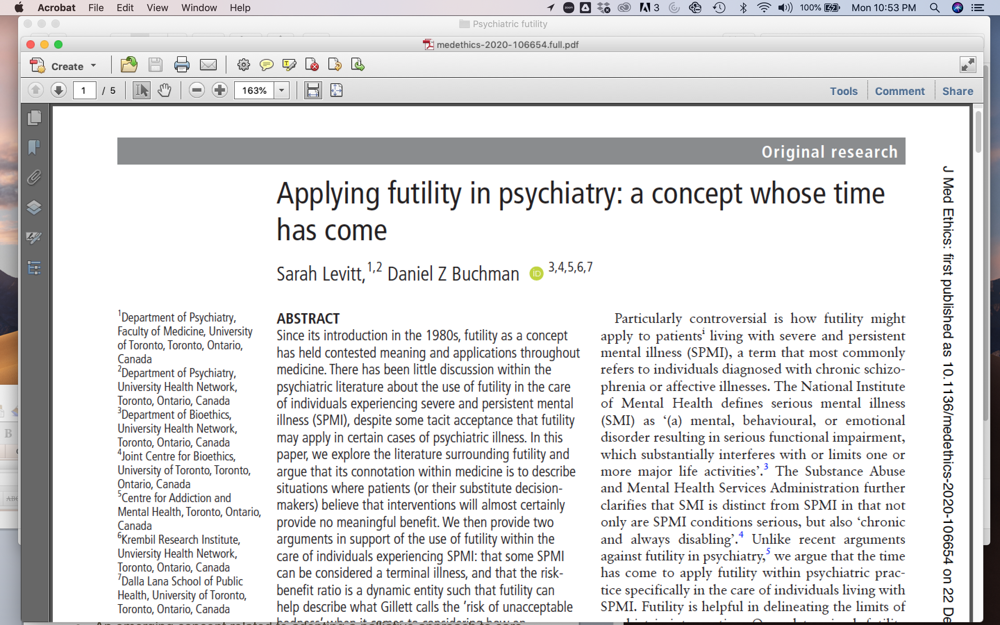 Acrobat File Edit View Window Help
zoom 3 100% Mon 10:53 PM
Psychiatric futility
medethics-2020-106654.full.pdf
Create
1 / 5 163% Tools Comment Share
Original research
Applying futility in psychiatry: a concept whose time
has come
Sarah Levitt,1,2 Daniel Z Buchman iD 3,4,5,6,7
1Department of Psychiatry,
Faculty of Medicine, University
of Toronto, Toronto, Ontario,
Canada
2Department of Psychiatry,
University Health Network,
Toronto, Ontario, Canada
3Department of Bioethics,
University Health Network,
Toronto, Ontario, Canada
4Joint Centre for Bioethics,
University of Toronto, Toronto,
Ontario, Canada
5Centre for Addiction and
Mental Health, Toronto, Ontario,
Canada
6Krembil Research Institute,
Unviersity Health Network,
Toronto, Ontario, Canada
7Dalla Lana School of Public
Health, University of Toronto,
Toronto, Ontario, Canada
ABSTRACT
Since its introduction in the 1980s, futility as a concept
has held contested meaning and applications throughout
medicine. There has been little discussion within the
psychiatric literature about the use of futility in the care
of individuals experiencing severe and persistent mental
illness (SPMI), despite some tacit acceptance that futility
may apply in certain cases of psychiatric illness. In this
paper, we explore the literature surrounding futility and
argue that its connotation within medicine is to describe
situations where patients (or their substitute decision-
makers) believe that interventions will almost certainly
provide no meaningful benefit. We then provide two
arguments in support of the use of futility within the
care of individuals experiencing SPMI: that some SPMI
can be considered a terminal illness, and that the risk-
benefit ratio is a dynamic entity such that futility can
help describe what Gillett calls the ‘risk of unacceptable
Particularly controversial is how futility might
apply to patientsi living with severe and persistent
mental illness (SPMI), a term that most commonly
refers to individuals diagnosed with chronic schizo-
phrenia or affective illnesses. The National Institute
of Mental Health defines serious mental illness
(SMI) as ‘(a) mental, behavioural, or emotional
disorder resulting in serious functional impairment,
which substantially interferes with or limits one or
more major life activities’.3 The Substance Abuse
and Mental Health Services Administration further
clarifies that SMI is distinct from SPMI in that not
only are SPMI conditions serious, but also ‘chronic
and always disabling’.4 Unlike recent arguments
against futility in psychiatry,5 we argue that the time
has come to apply futility within psychiatric prac-
tice specifically in the care of individuals living with
SPMI. Futility is helpful in delineating the limits of
J Med Ethics: first published as 10.1136/medethics-2020-106654 on 22 De
B
ABC